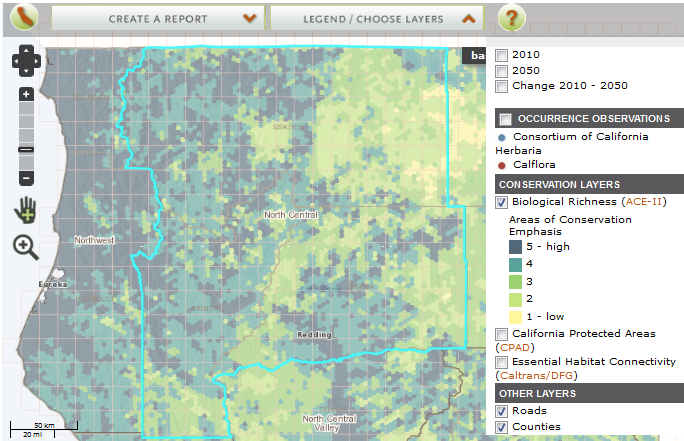 CREATE A REPORT
LEGEND / CHOOSE LAYERS
?
bas
2010
2050
Change 2010 - 2050
OCCURRENCE OBSERVATIONS
Consortium of California
Herbaria
Calflora
CONSERVATION LAYERS
Biological Richness (ACE-II)
Areas of Conservation
Emphasis
5 - high
4
3
2
1 - low
California Protected Areas
(CPAD)
Essential Habitat Connectivity
(Caltrans/DFG)
OTHER LAYERS
Roads
Counties
SISKIYOU
North Central
Northwest
Eureka
Redding
North Central
Valley
50 km
20 mi